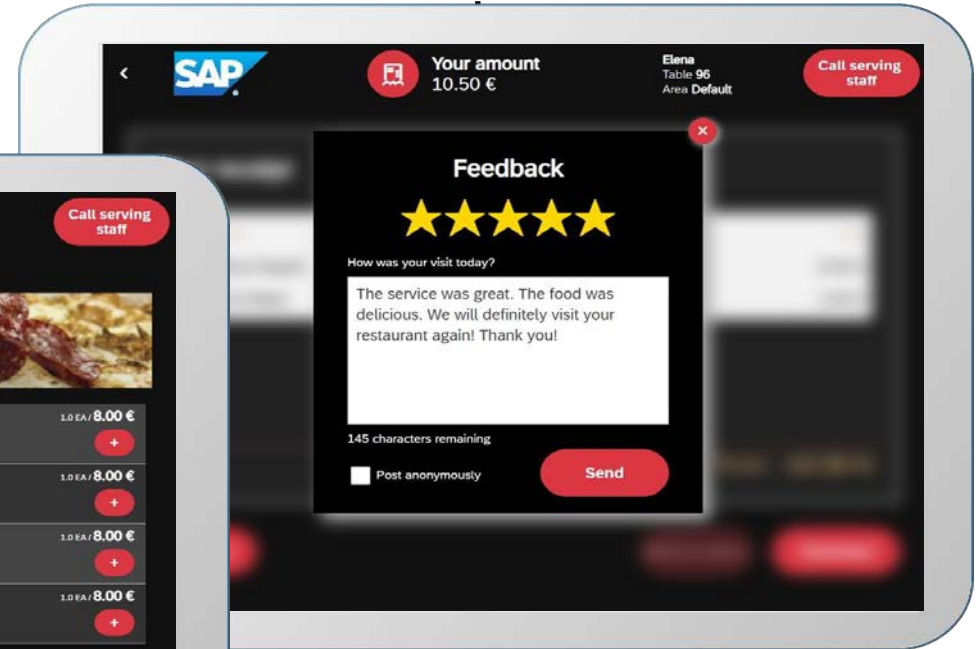 ‹
SAP
Your amount
10.50 €
Elena
Table 96
Area Default
Call serving
staff
×
Feedback
How was your visit today?
The service was great. The food was
delicious. We will definitely visit your
restaurant again! Thank you!
145 characters remaining
Post anonymously
Send
Call serving
staff
1.0 EA / 8.00 €
+
1.0 EA / 8.00 €
+
1.0 EA / 8.00 €
+
1.0 EA / 8.00 €
+